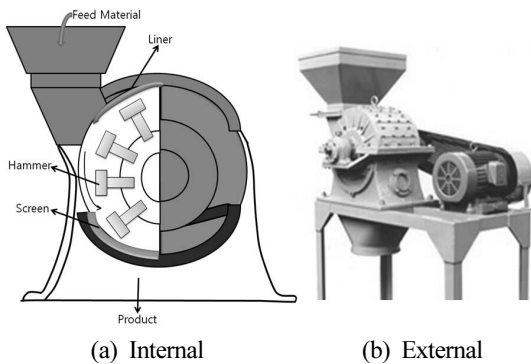 Feed Material
Liner
Hammer
Screen
Product
(a) Internal
(b) External